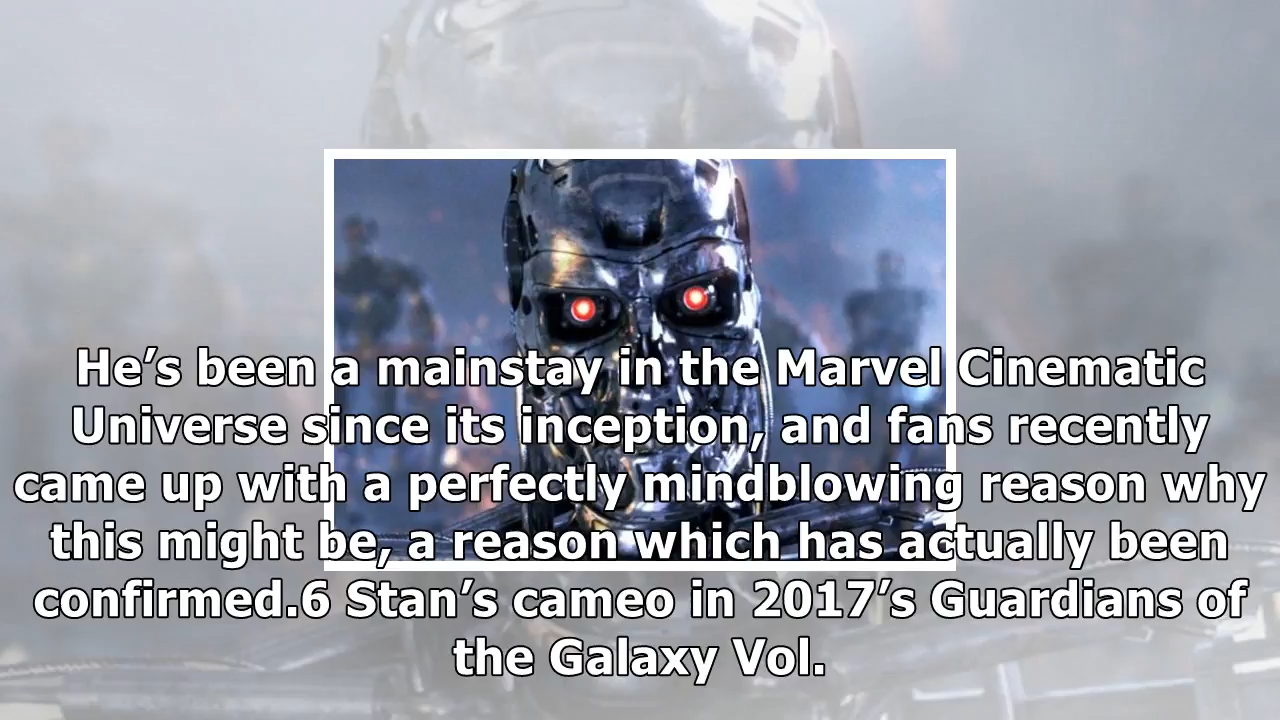 He’s been a mainstay in the Marvel Cinematic
Universe since its inception, and fans recently
came up with a perfectly mindblowing reason why
this might be, a reason which has actually been
confirmed.6 Stan’s cameo in 2017’s Guardians of
the Galaxy Vol.